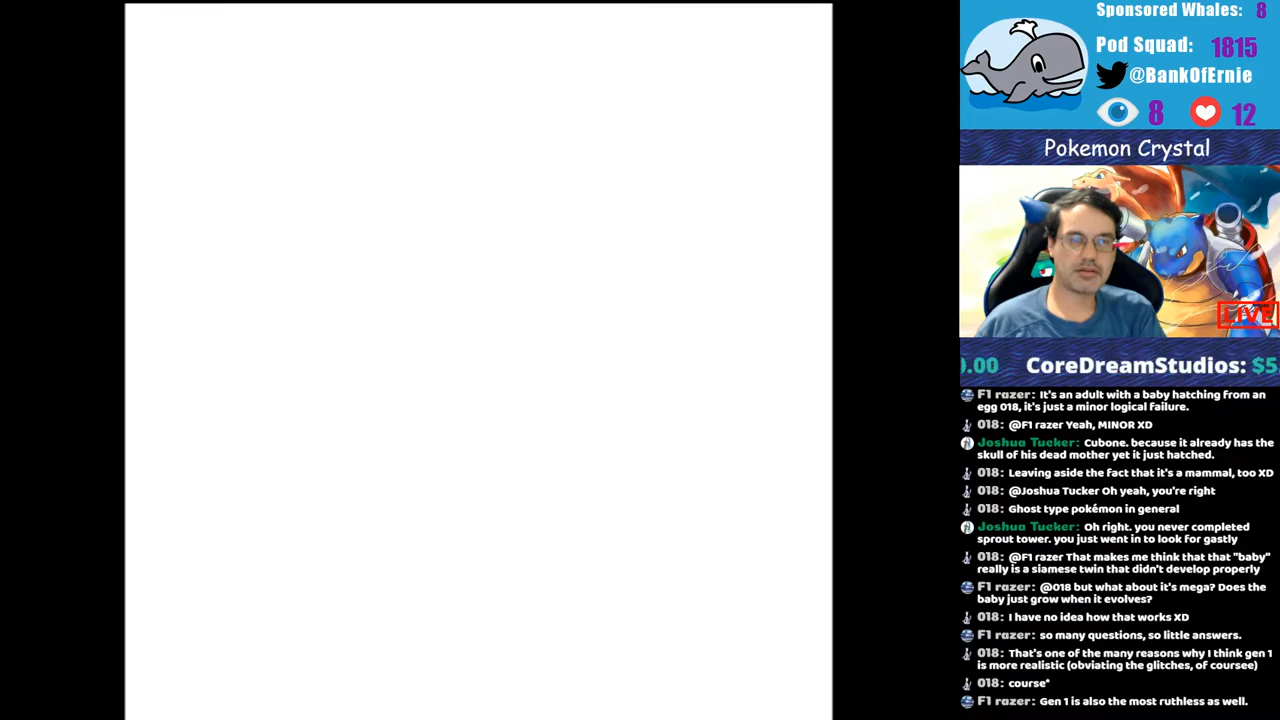 Sponsored Whales: 8
Pod Squad: 1815
@BankOfErnie
8 12
Pokemon Crystal
LIVE
0.00 CoreDreamStudios: $5
F1 razer: It's an adult with a baby hatching from an
egg 018, it's just a minor logical failure.
018: @F1 razer Yeah, MINOR XD
Joshua Tucker: Cubone. because it already has the
skull of his dead mother yet it just hatched.
018: Leaving aside the fact that it's a mammal, too XD
018: @Joshua Tucker Oh yeah, you're right
018: Ghost type pokémon in general
Joshua Tucker: Oh right. you never completed
sprout tower. you just went in to look for gastly
018: @F1 razer That makes me think that that "baby"
really is a siamese twin that didn't develop properly
F1 razer: @018 but what about it's mega? Does the
baby just grow when it evolves?
018: I have no idea how that works XD
F1 razer: so many questions, so little answers.
018: That's one of the many reasons why I think gen 1
is more realistic (obviating the glitches, of coursee)
018: course*
F1 razer: Gen 1 is also the most ruthless as well.